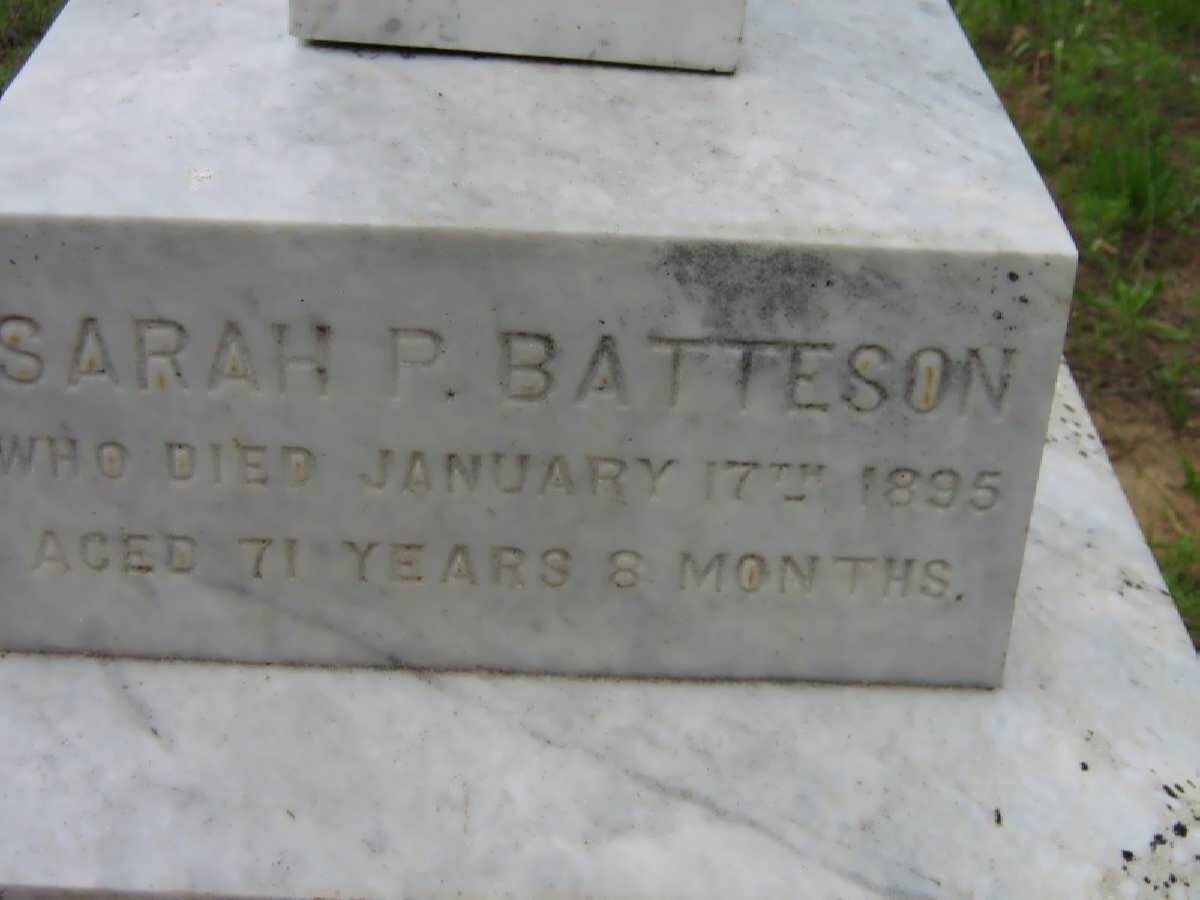 SARAH P. BATTESON
WHO DIED JANUARY 17TH 1895
AGED 71 YEARS 8 MONTHS.